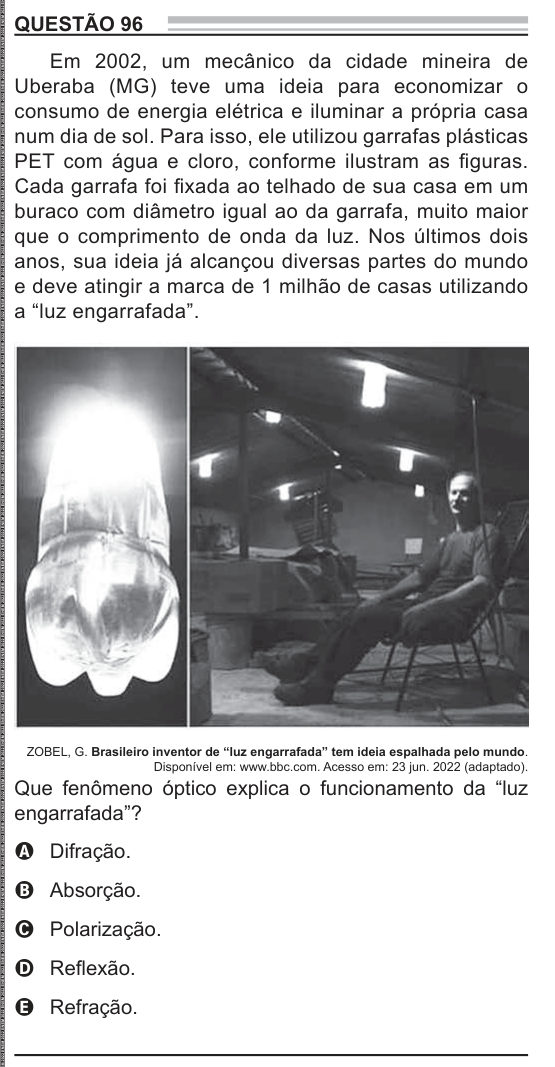 QUESTÃO 96
Em 2002, um mecânico da cidade mineira de
Uberaba (MG) teve uma ideia para economizar o
consumo de energia elétrica e iluminar a própria casa
num dia de sol. Para isso, ele utilizou garrafas plásticas
PET com água e cloro, conforme ilustram as figuras.
Cada garrafa foi fixada ao telhado de sua casa em um
buraco com diâmetro igual ao da garrafa, muito maior
que o comprimento de onda da luz. Nos últimos dois
anos, sua ideia já alcançou diversas partes do mundo
e deve atingir a marca de 1 milhão de casas utilizando
a “luz engarrafada”.
ZOBEL, G. Brasileiro inventor de “luz engarrafada” tem ideia espalhada pelo mundo.
Disponível em: www.bbc.com. Acesso em: 23 jun. 2022 (adaptado).
Que fenômeno óptico explica o funcionamento da “luz
engarrafada”?
A Difração.
B Absorção.
C Polarização.
D Reflexão.
E Refração.